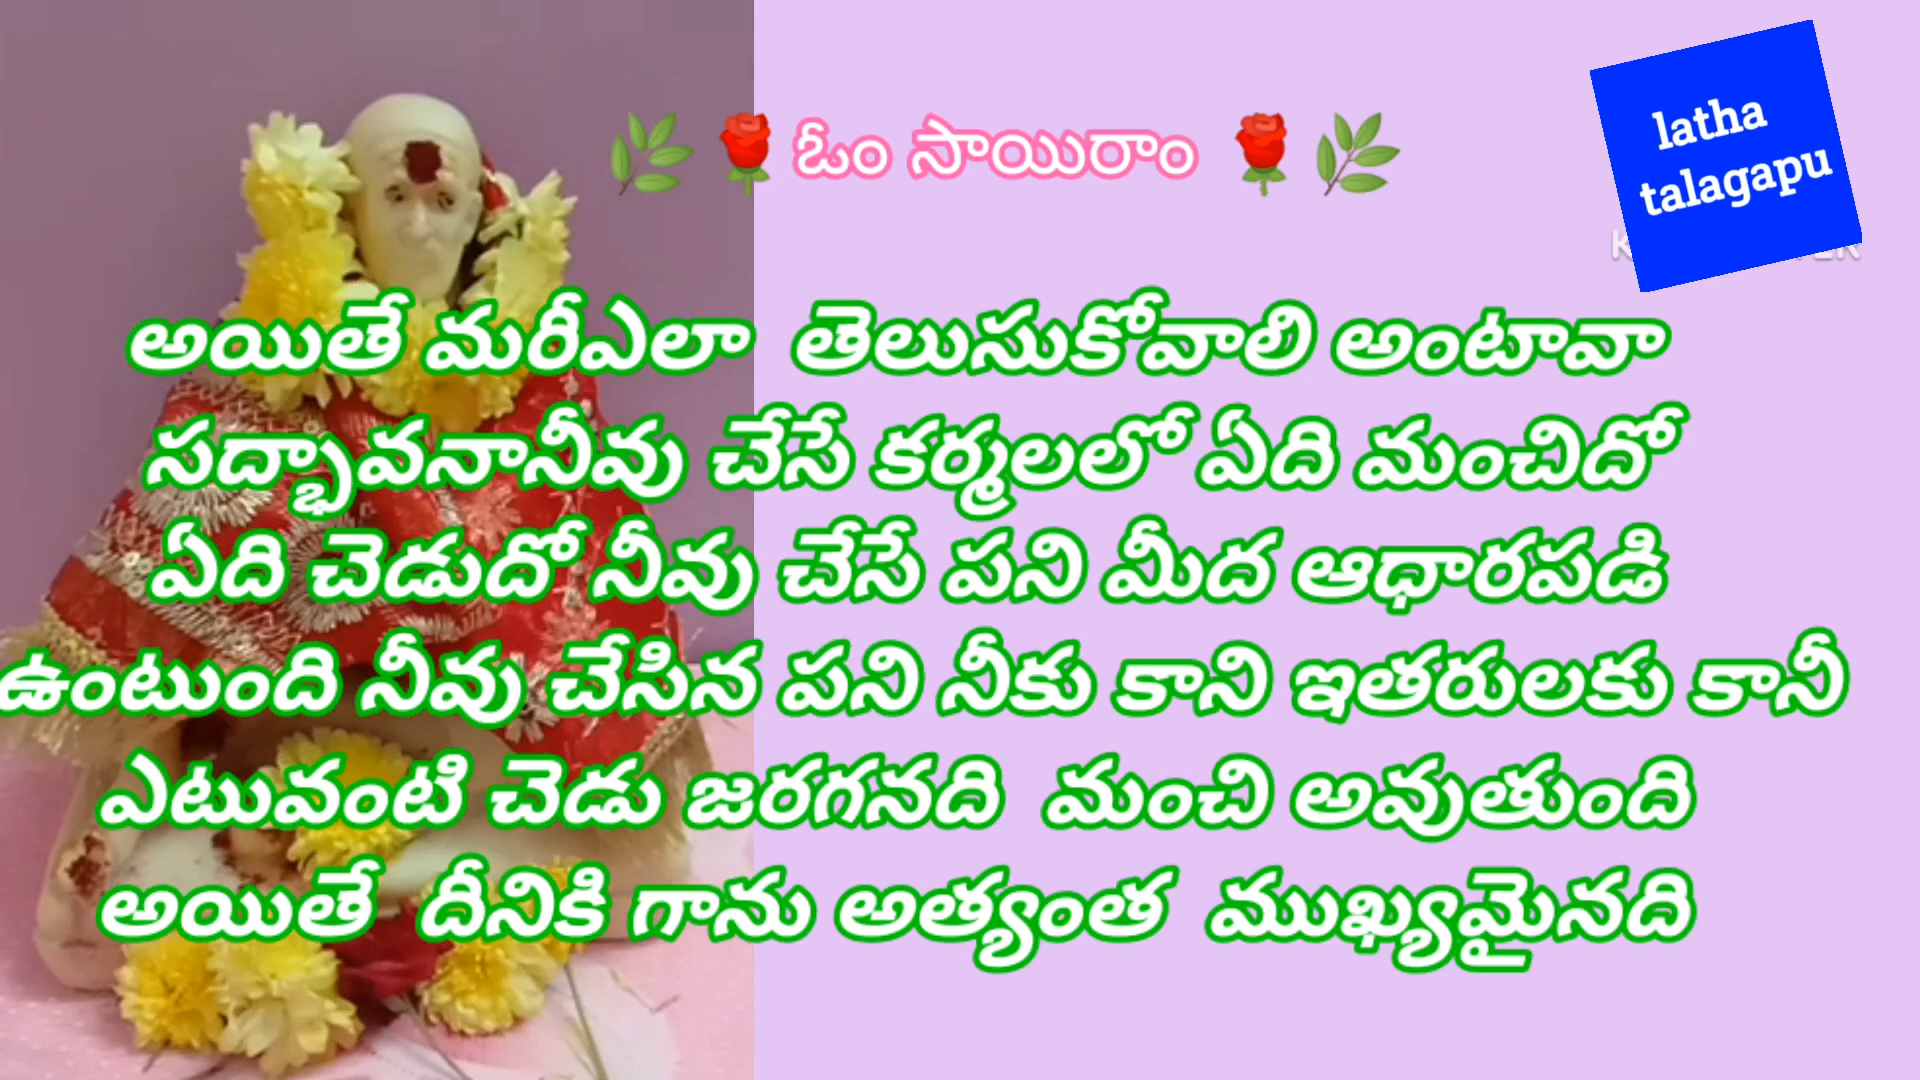 🌿🌹ఓం సాయిరాం 🌹🌿
latha
talagapu
అయితే మరీఎలా తెలుసుకోవాలి అంటావా
సద్భావనానీవు చేసే కర్మలలో ఏది మంచిదో
ఏది చెడుదో నీవు చేసే పని మీద ఆధారపడి
ఉంటుంది నీవు చేసిన పని నీకు కాని ఇతరులకు కానీ
ఎటువంటి చెడు జరగనది మంచి అవుతుంది
అయితే దీనికి గాను అత్యంత ముఖ్యమైనది